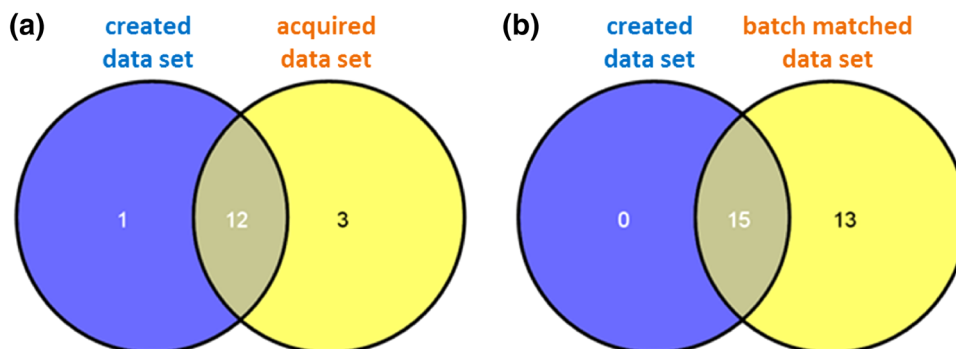 (a)
created
data set
acquired
data set
1
12
3
(b)
created
data set
batch matched
data set
0
15
13